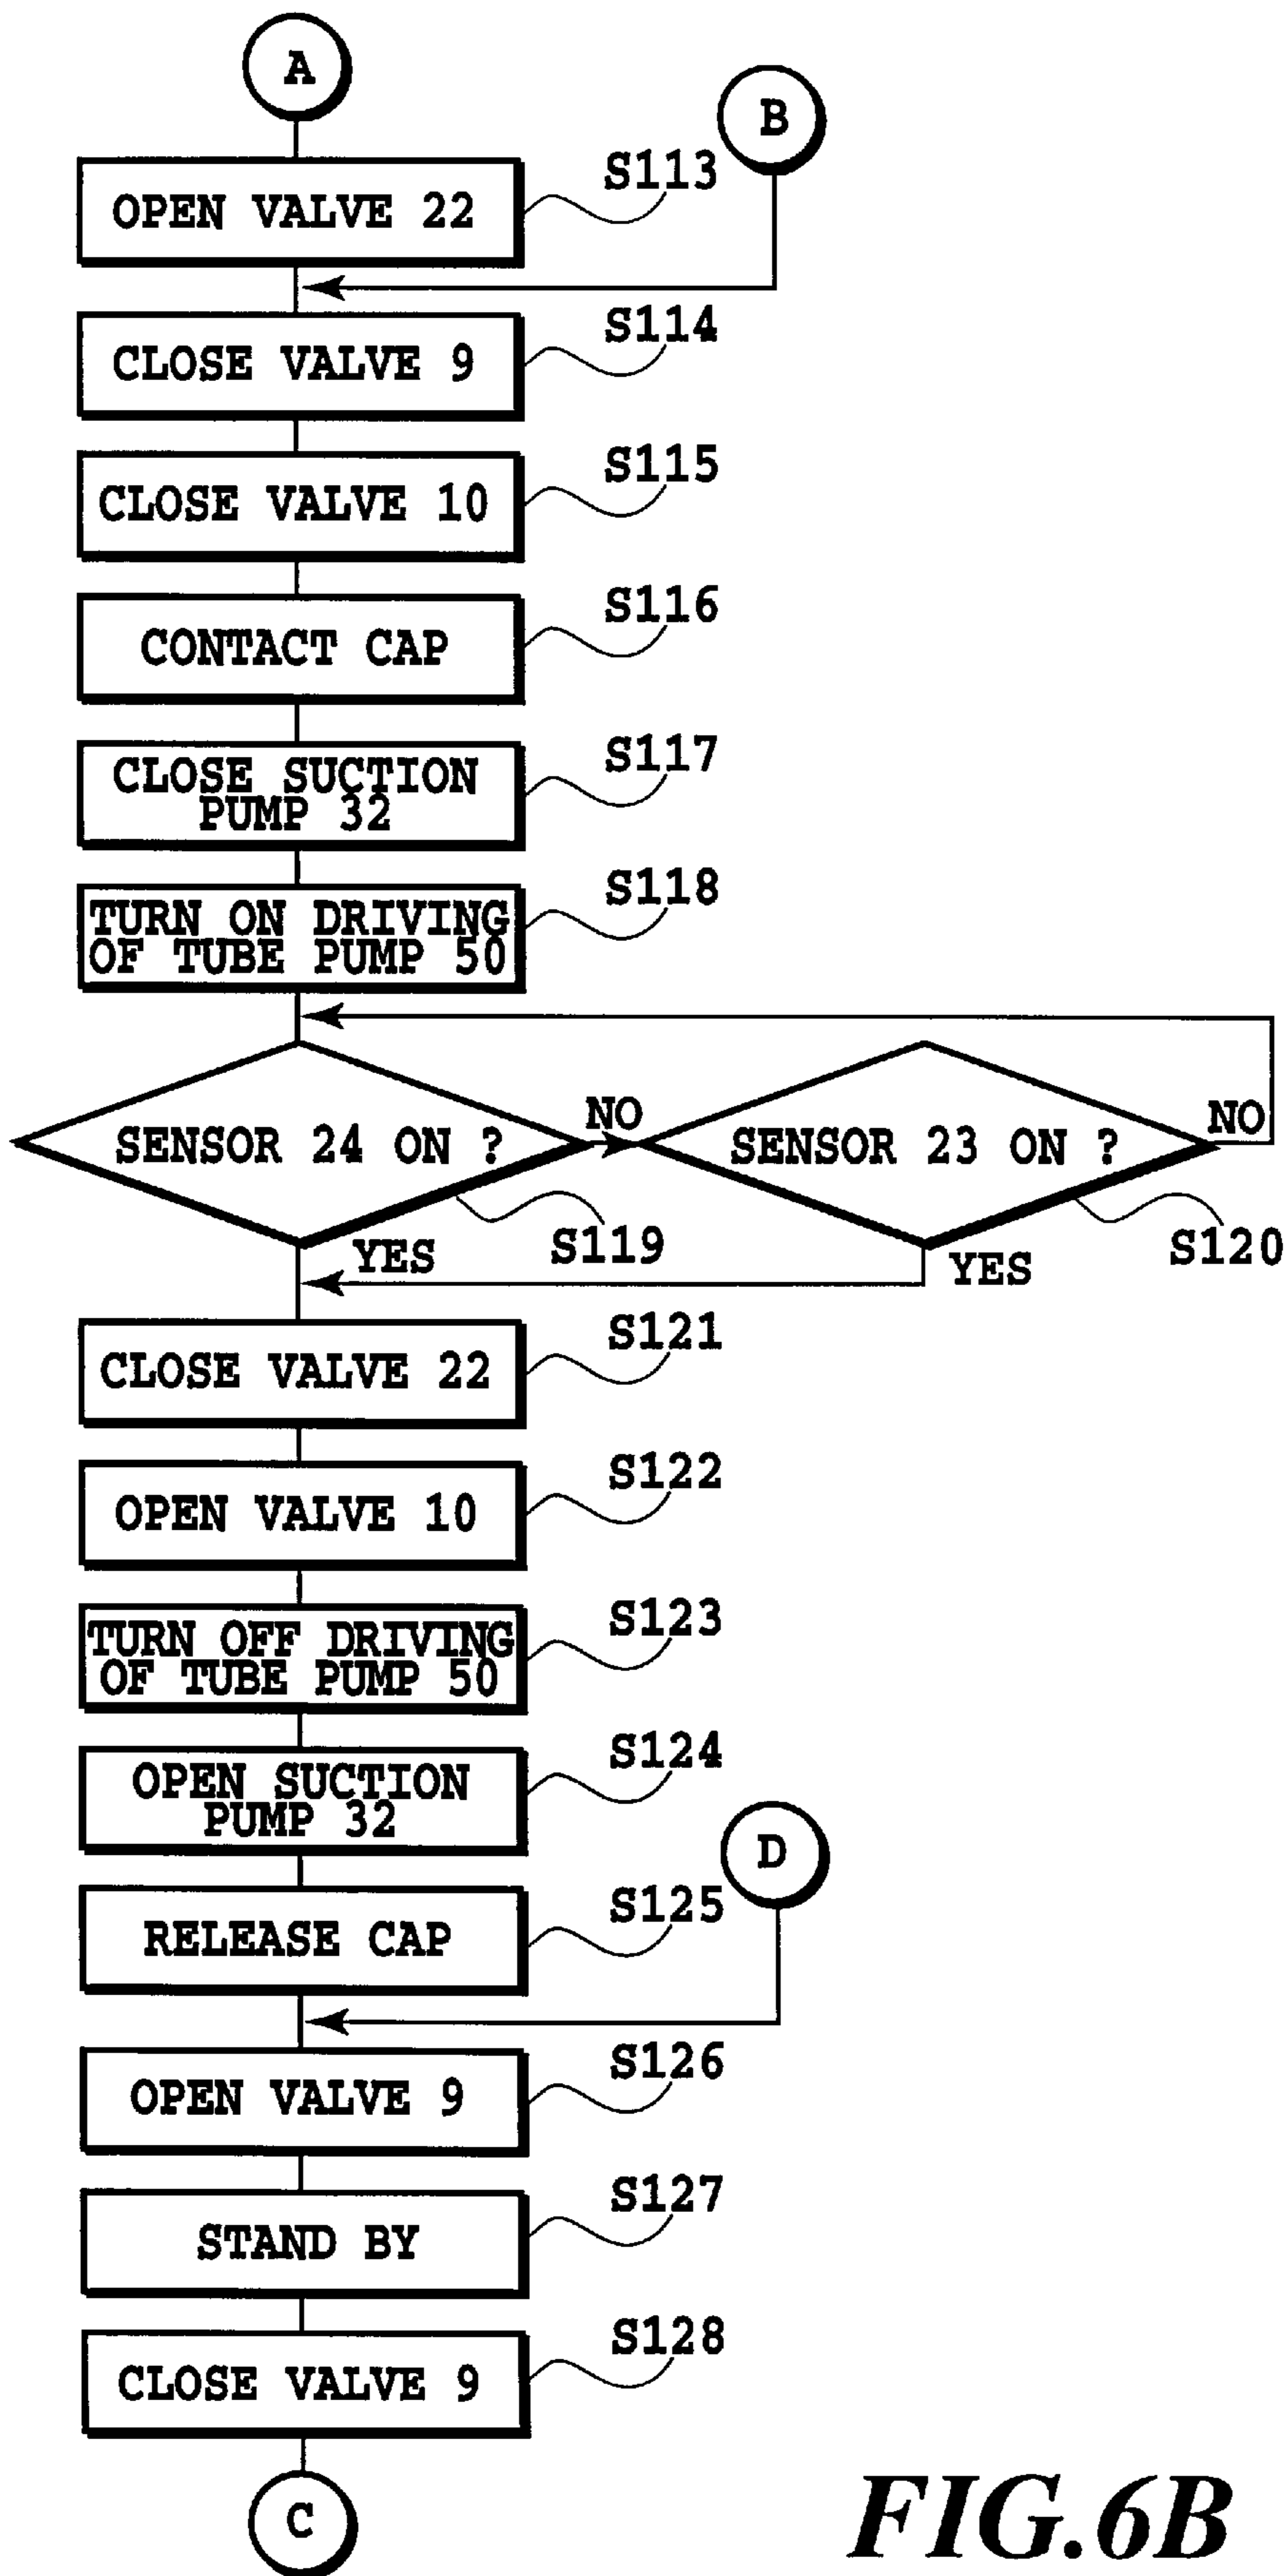 A
B
S113
OPEN VALVE 22
S114
CLOSE VALVE 9
S115
CLOSE VALVE 10
S116
CONTACT CAP
S117
CLOSE SUCTION
PUMP 32
S118
TURN ON DRIVING
OF TUBE PUMP 50
SENSOR 24 ON ?
NO
SENSOR 23 ON ?
NO
S119
S120
YES
YES
S121
CLOSE VALVE 22
S122
OPEN VALVE 10
S123
TURN OFF DRIVING
OF TUBE PUMP 50
S124
OPEN SUCTION
PUMP 32
D
S125
RELEASE CAP
S126
OPEN VALVE 9
S127
STAND BY
S128
CLOSE VALVE 9
C
FIG.6B